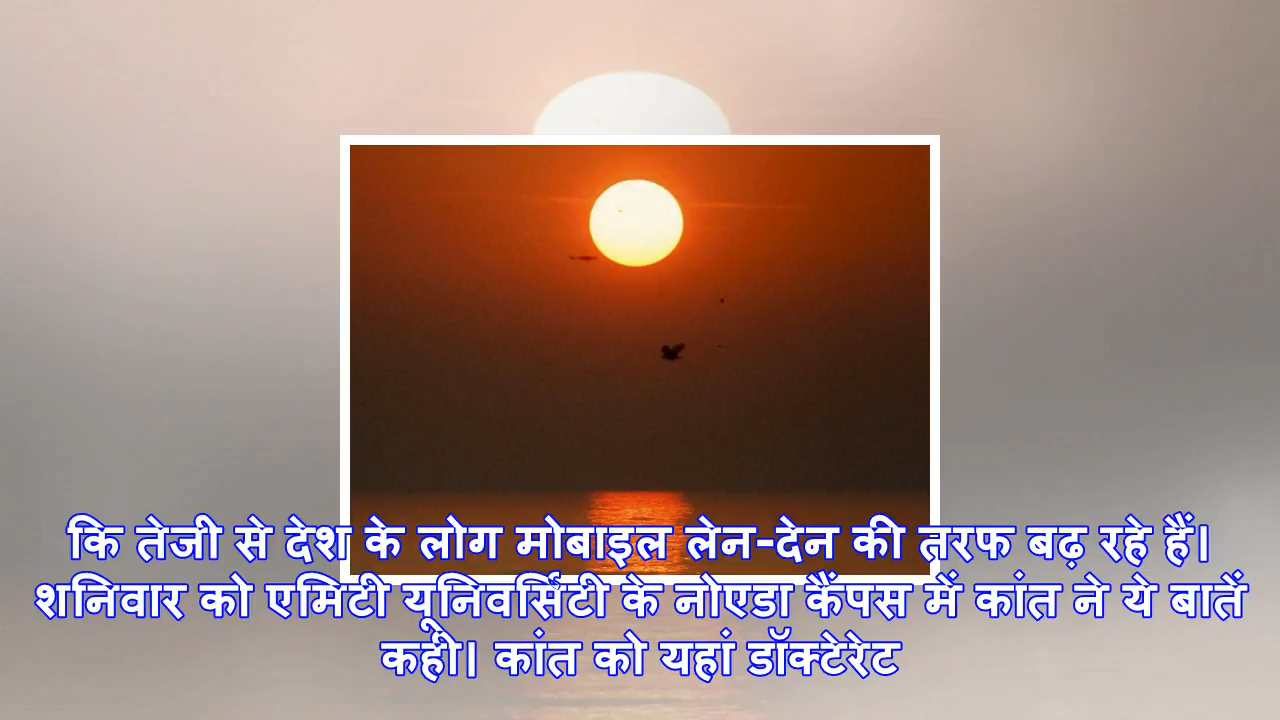 कि तेजी से देश के लोग मोबाइल लेन-देन की तरफ बढ़ रहे हैं।
शनिवार को एमिटी यूनिवर्सिटी के नोएडा कैंपस में कांत ने ये बातें
कहीं। कांत को यहां डॉक्टेरेट